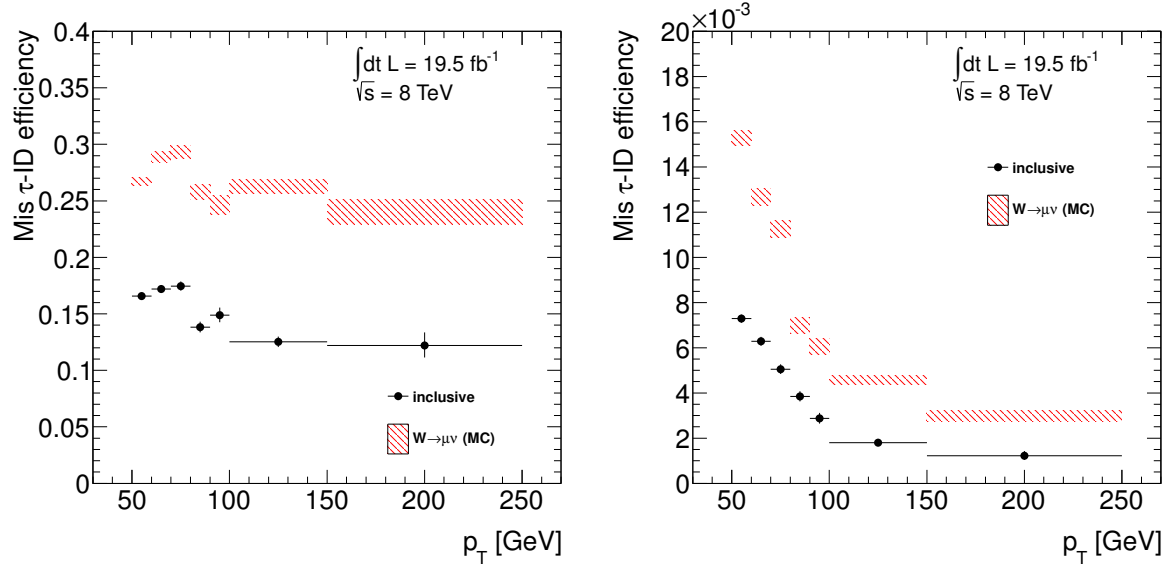 0.4
0.35
0.3
0.25
0.2
0.15
0.1
0.05
0
Mis τ-ID efficiency
∫dt L = 19.5 fb⁻¹
√s = 8 TeV
inclusive
W→μν (MC)
50 100 150 200 250
p_T [GeV]
20 ×10⁻³
18
16
14
12
10
8
6
4
2
0
Mis τ-ID efficiency
∫dt L = 19.5 fb⁻¹
√s = 8 TeV
inclusive
W→μν (MC)
50 100 150 200 250
p_T [GeV]